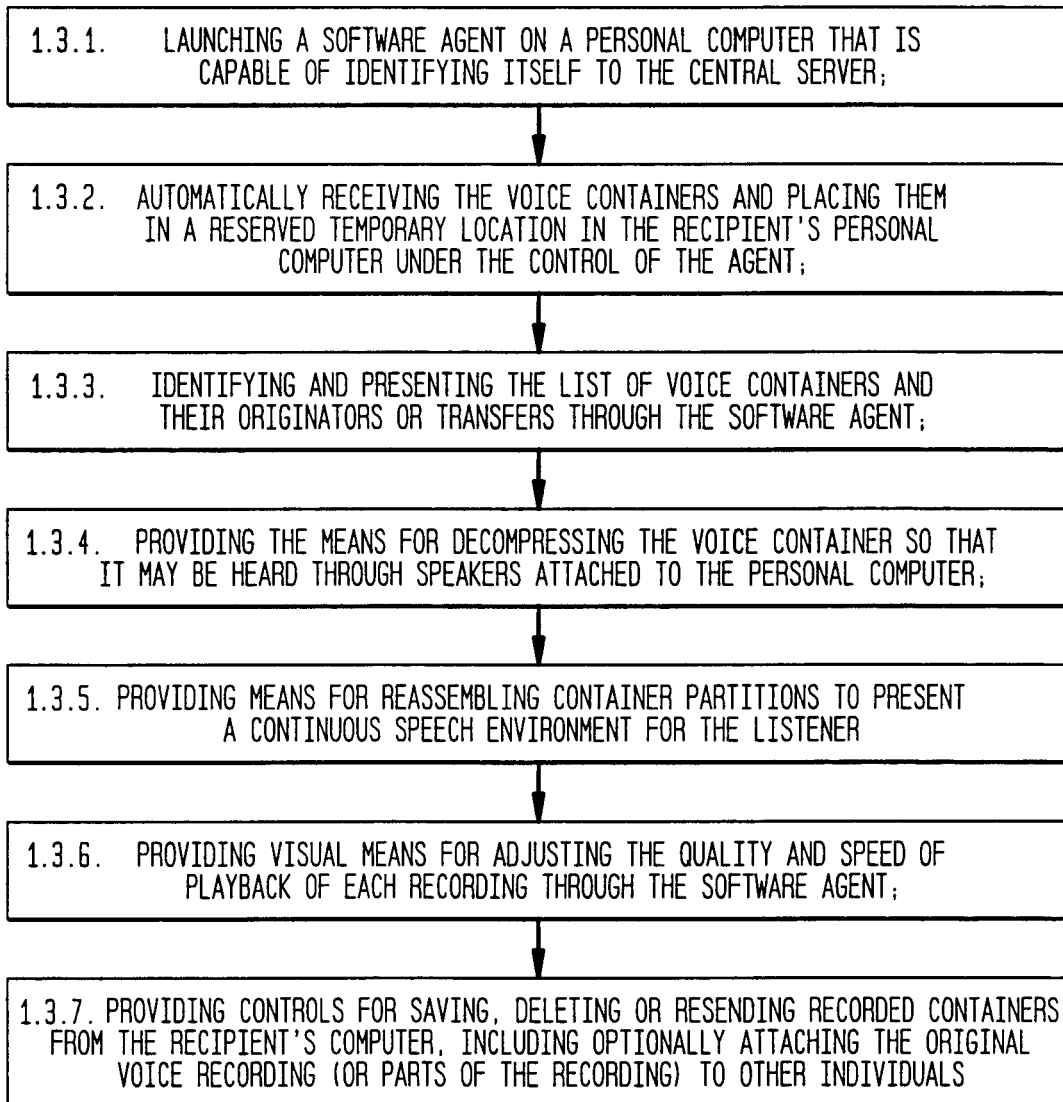 1.3.1. LAUNCHING A SOFTWARE AGENT ON A PERSONAL COMPUTER THAT IS
CAPABLE OF IDENTIFYING ITSELF TO THE CENTRAL SERVER;
1.3.2. AUTOMATICALLY RECEIVING THE VOICE CONTAINERS AND PLACING THEM
IN A RESERVED TEMPORARY LOCATION IN THE RECIPIENT'S PERSONAL
COMPUTER UNDER THE CONTROL OF THE AGENT;
1.3.3. IDENTIFYING AND PRESENTING THE LIST OF VOICE CONTAINERS AND
THEIR ORIGINATORS OR TRANSFERS THROUGH THE SOFTWARE AGENT;
1.3.4. PROVIDING THE MEANS FOR DECOMPRESSING THE VOICE CONTAINER SO THAT
IT MAY BE HEARD THROUGH SPEAKERS ATTACHED TO THE PERSONAL COMPUTER;
1.3.5. PROVIDING MEANS FOR REASSEMBLING CONTAINER PARTITIONS TO PRESENT
A CONTINUOUS SPEECH ENVIRONMENT FOR THE LISTENER
1.3.6. PROVIDING VISUAL MEANS FOR ADJUSTING THE QUALITY AND SPEED OF
PLAYBACK OF EACH RECORDING THROUGH THE SOFTWARE AGENT;
1.3.7. PROVIDING CONTROLS FOR SAVING, DELETING OR RESENDING RECORDED CONTAINERS
FROM THE RECIPIENT'S COMPUTER, INCLUDING OPTIONALLY ATTACHING THE ORIGINAL
VOICE RECORDING (OR PARTS OF THE RECORDING) TO OTHER INDIVIDUALS